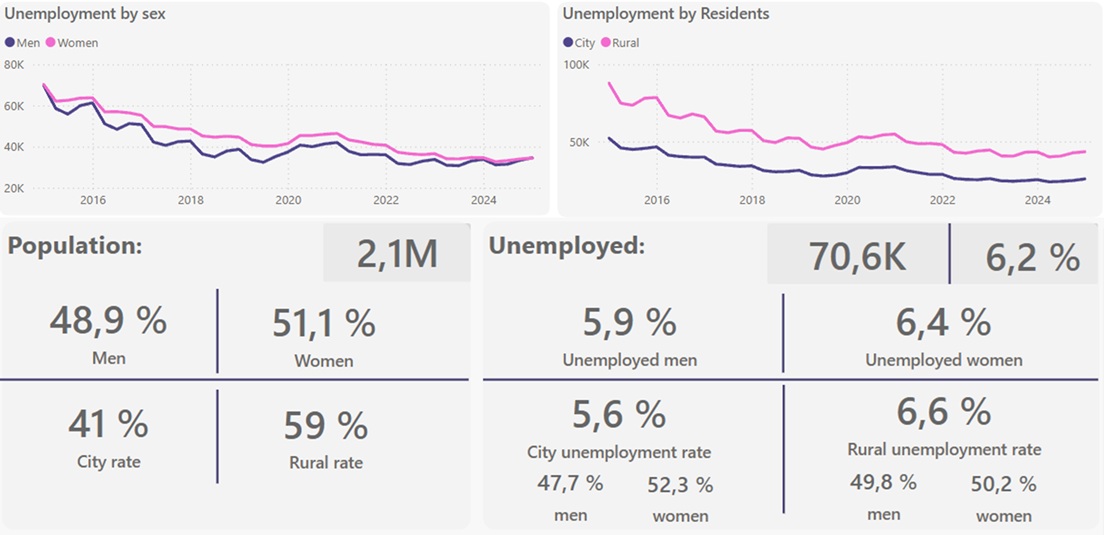 Unemployment by sex
Men Women
80K
60K
40K
20K
2016 2018 2020 2022 2024
Unemployment by Residents
City Rural
100K
50K
2016 2018 2020 2022 2024
Population:
2,1M
48,9 %
Men
51,1 %
Women
41 %
City rate
59 %
Rural rate
Unemployed:
70,6K
6,2 %
5,9 %
Unemployed men
6,4 %
Unemployed women
5,6 %
City unemployment rate
47,7 %
men
52,3 %
women
6,6 %
Rural unemployment rate
49,8 %
men
50,2 %
women